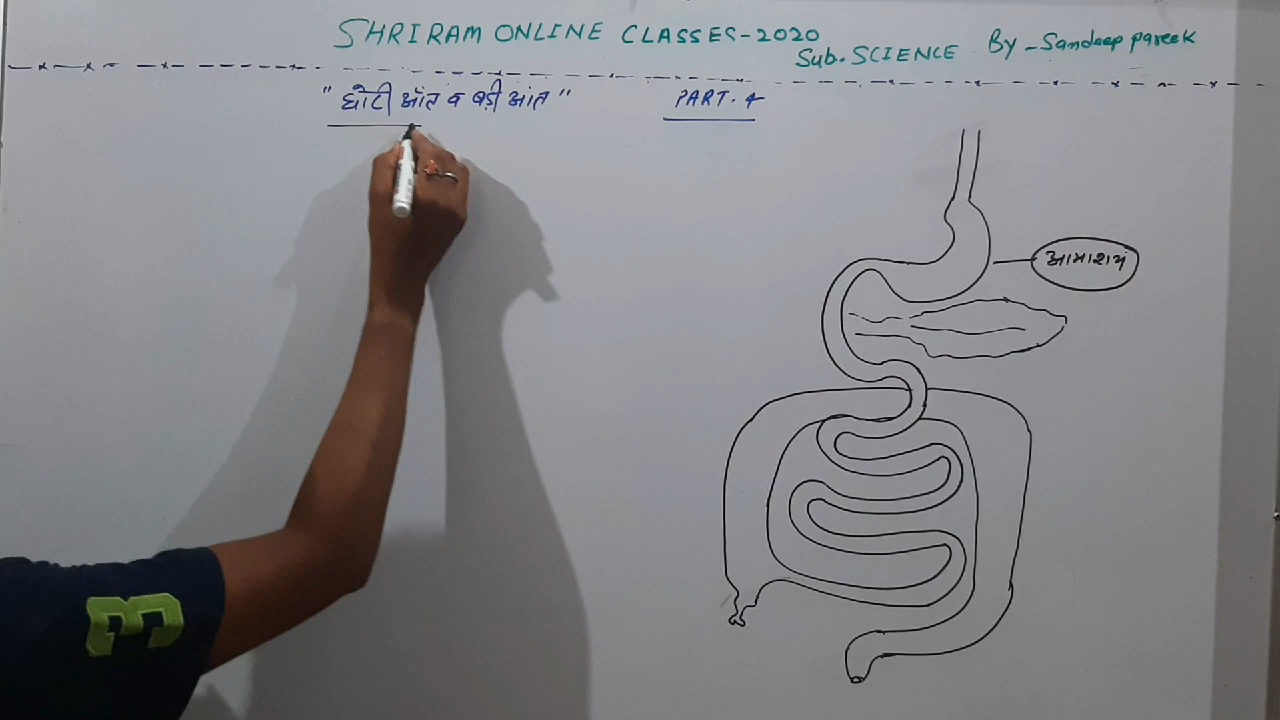 SHRIRAM ONLINE CLASSES-2020
Sub. SCIENCE By - Sandeep pareek
"छोटी आंत व बड़ी आंत" PART. 4
आमाशय